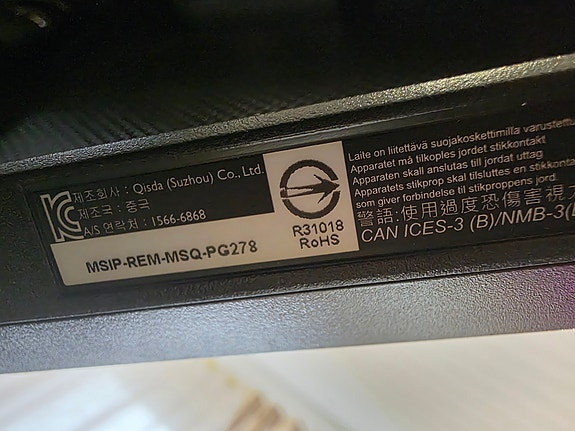 KC
제조회사 : Qisda (Suzhou) Co., Ltd.
제조국 : 중국
A/S 연락처 : 1566-6868
MSIP-REM-MSQ-PG278
R31018
RoHS
Laite on liitettävä suojakoskettimilla varustettu
Apparatet må tilkoples jordet stikkontakt
Apparaten skall anslutas till jordat uttag
Apparatets stikprop skal tilsluttes en stikkontakt
som giver forbindelse til stikproppens jord.
警語:使用過度恐傷害視力
CAN ICES-3 (B)/NMB-3(B